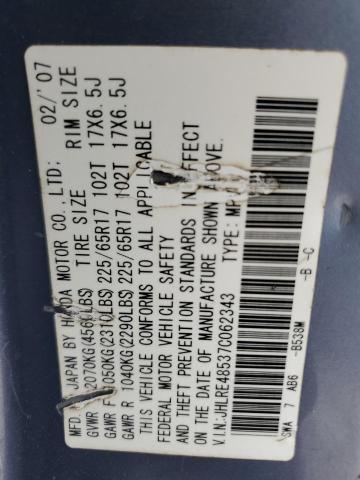 MFD. IN JAPAN BY HONDA MOTOR CO.,LTD. 02/'07
GVWR 2070KG(4560LBS) TIRE SIZE RIM SIZE
GAWR F 1050KG(2310LBS) 225/65R17 102T 17X6.5J
GAWR R 1040KG(2290LBS) 225/65R17 102T 17X6.5J
THIS VEHICLE CONFORMS TO ALL APPLICABLE
FEDERAL MOTOR VEHICLE SAFETY
AND THEFT PREVENTION STANDARDS IN EFFECT
ON THE DATE OF MANUFACTURE SHOWN ABOVE.
V.I.N:JHLRE48537C062343 TYPE:
SWA 7 AB6 -B538M -B -C